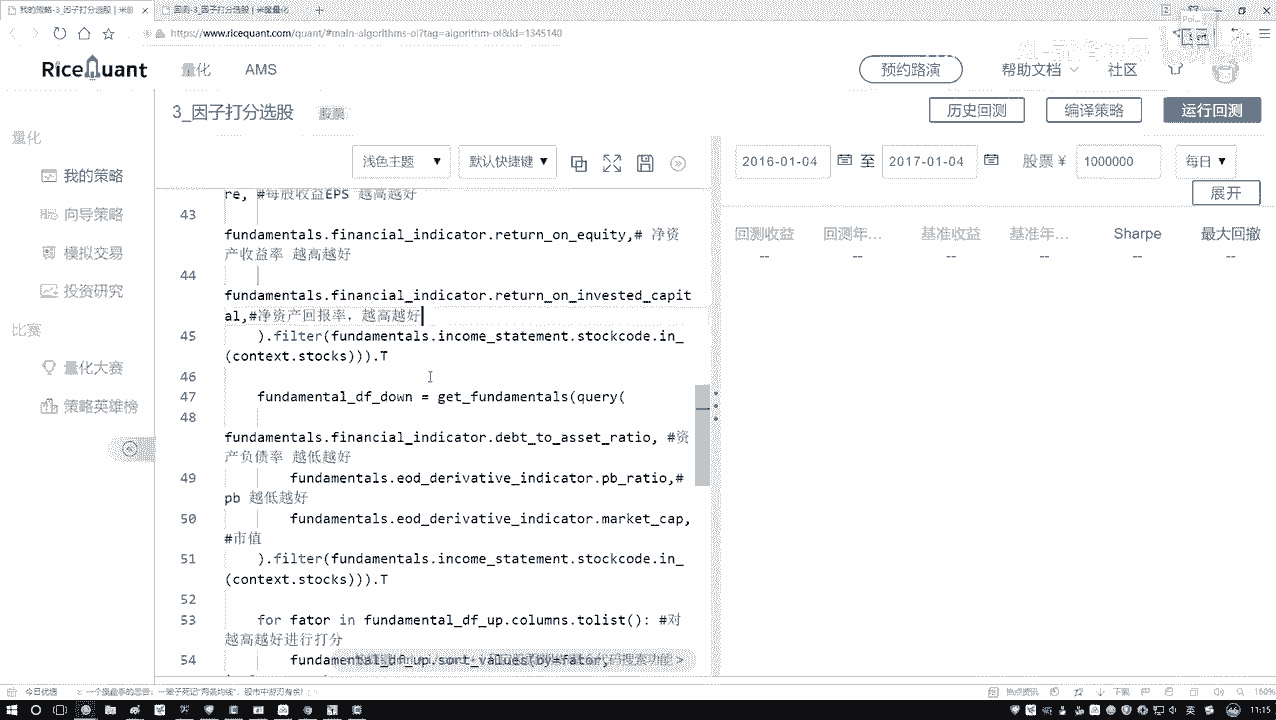 我的策略-3_因子打分选股 | 米
回测-3_因子打分选股 | 米筐量化
https://www.ricequant.com/quant/#main-algorithms-ol?tag=algorithm-ol&id=1345140
RiceQuant
量化
AMS
预约路演
帮助文档
社区
3_因子打分选股
股票
历史回测
编译策略
运行回测
量化
我的策略
向导策略
模拟交易
投资研究
比赛
量化大赛
策略英雄榜
浅色主题
默认快捷键
2016-01-04
至
2017-01-04
股票 ¥
1000000
每日
展开
回测收益
回测年...
基准收益
基准年...
Sharpe
最大回撤
-- -- -- -- -- --
re, #每股收益EPS 越高越好
43
fundamentals.financial_indicator.return_on_equity,# 净资
产收益率 越高越好
44
fundamentals.financial_indicator.return_on_invested_capit
al,#净资产回报率，越高越好
45 ).filter(fundamentals.income_statement.stockcode.in_
(context.stocks))).T
46
47 fundamental_df_down = get_fundamentals(query(
48
fundamentals.financial_indicator.debt_to_asset_ratio, #资
产负债率 越低越好
49 fundamentals.eod_derivative_indicator.pb_ratio,#
pb 越低越好
50 fundamentals.eod_derivative_indicator.market_cap,
#市值
51 ).filter(fundamentals.income_statement.stockcode.in_
(context.stocks))).T
52
53 for fator in fundamental_df_up.columns.tolist(): #对
越高越好进行打分
54 fundamental_df_up.sort_values(by=fator,
今日优选
热点资讯
下载
160%
英
11:15